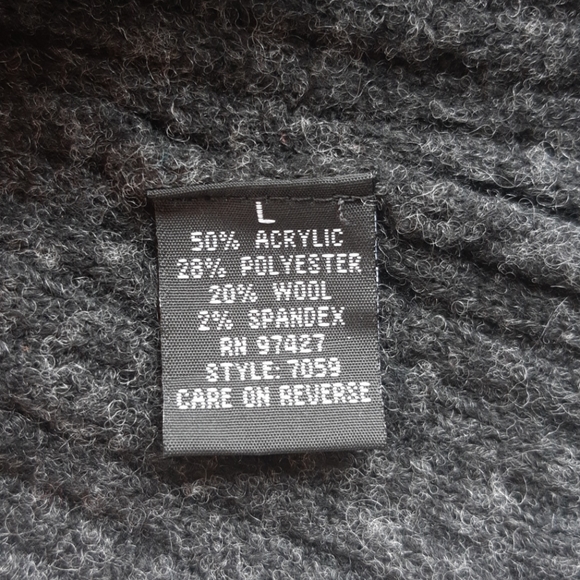 L
50% ACRYLIC
28% POLYESTER
20% WOOL
2% SPANDEX
RN 97427
STYLE: 7059
CARE ON REVERSE